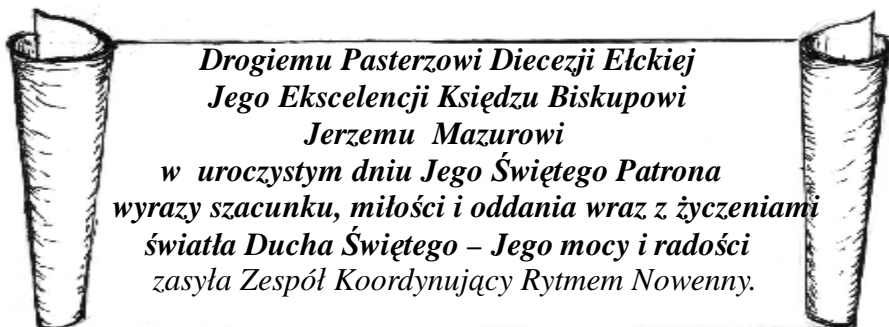 Drogiemu Pasterzowi Diecezji Ełckiej
Jego Ekscelencji Księdzu Biskupowi
Jerzemu Mazurowi
w uroczystym dniu Jego Świętego Patrona
wyrazy szacunku, miłości i oddania wraz z życzeniami
światła Ducha Świętego – Jego mocy i radości
zasyła Zespół Koordynujący Rytmem Nowenny.